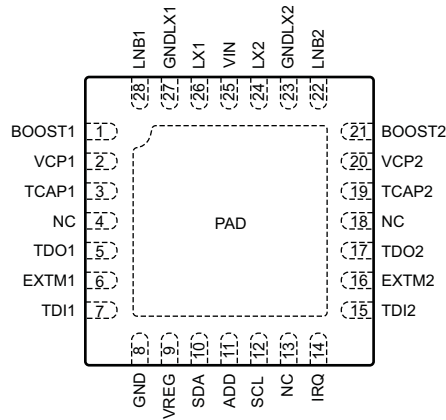 LNB1
GNDLX1
LX1
VIN
LX2
GNDLX2
LNB2
28
27
26
25
24
23
22
BOOST1 1
VCP1 2
TCAP1 3
NC 4
TDO1 5
EXTM1 6
TDI1 7
PAD
21 BOOST2
20 VCP2
19 TCAP2
18 NC
17 TDO2
16 EXTM2
15 TDI2
8
9
10
11
12
13
14
GND
VREG
SDA
ADD
SCL
NC
IRQ